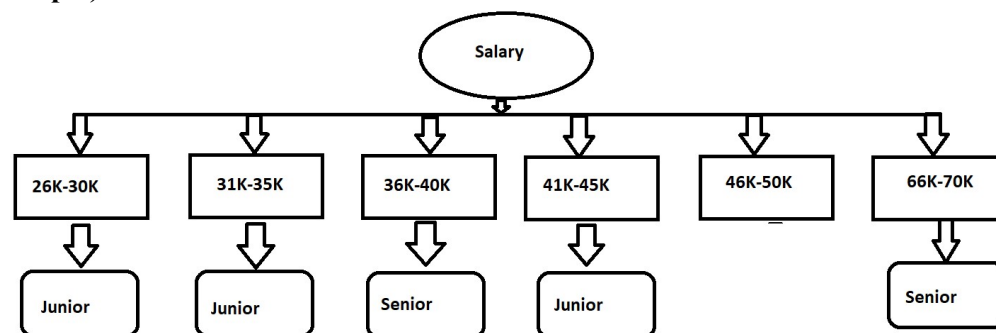 Salary
26K-30K
31K-35K
36K-40K
41K-45K
46K-50K
66K-70K
Junior
Junior
Senior
Junior
Senior